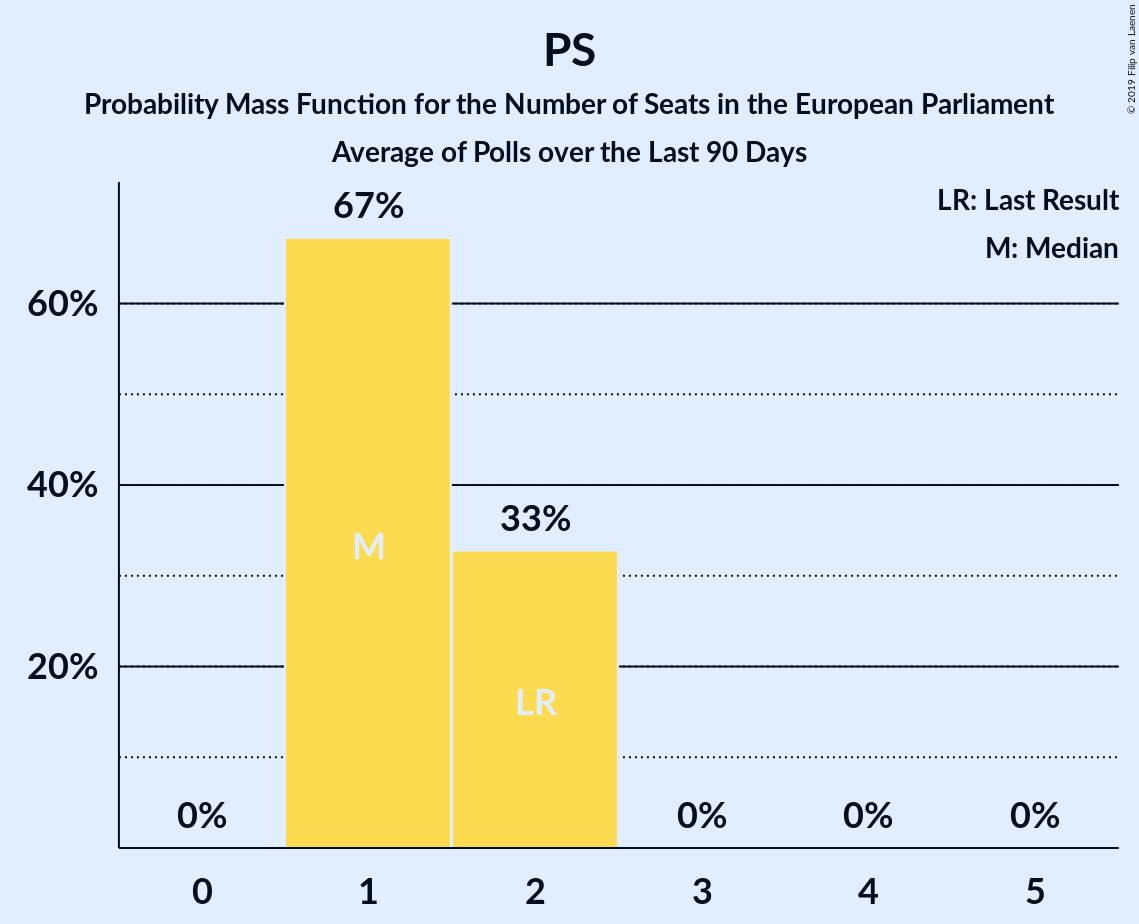 PS
Probability Mass Function for the Number of Seats in the European Parliament
Average of Polls over the Last 90 Days
© 2019 Filip van Laenen
LR: Last Result
M: Median
67%
60%
40%
33%
M
20%
LR
0%
0%
0%
0%
0
1
2
3
4
5